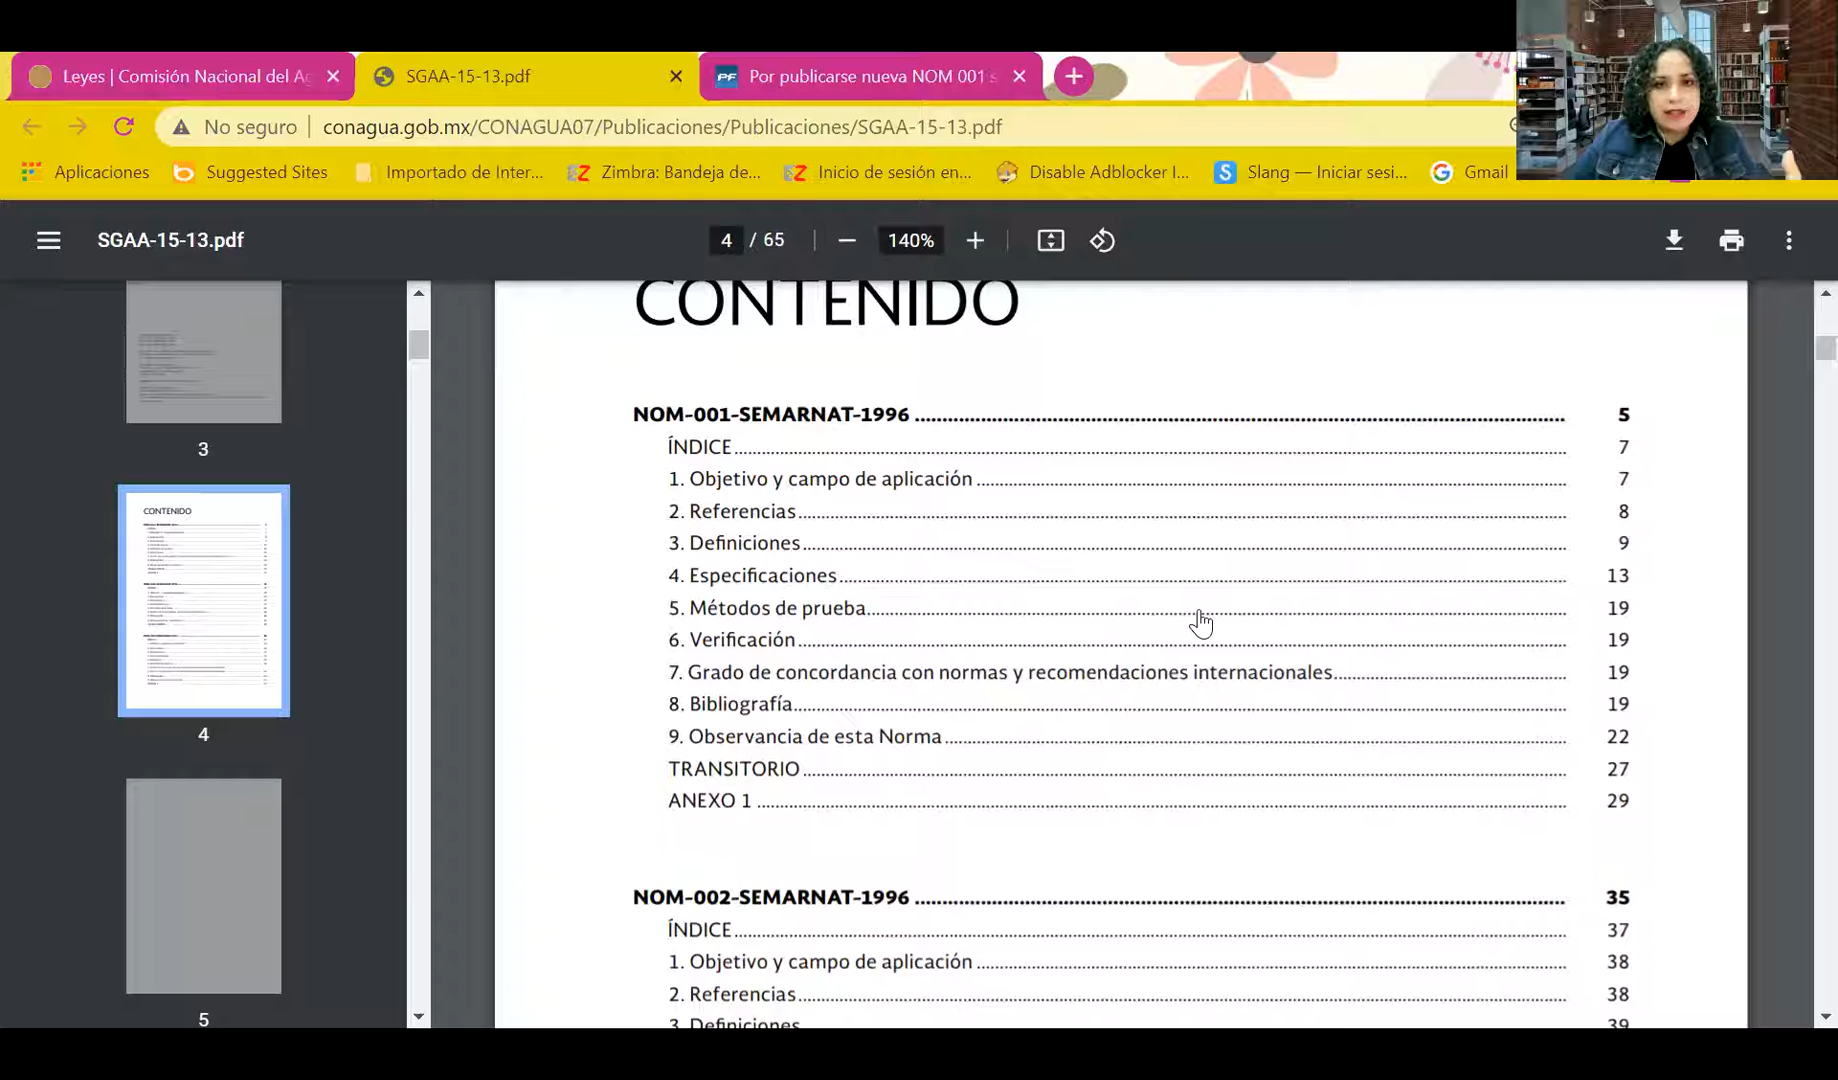 Leyes | Comisión Nacional del Ag
SGAA-15-13.pdf
PF Por publicarse nueva NOM 001 s
No seguro | conagua.gob.mx/CONAGUA07/Publicaciones/Publicaciones/SGAA-15-13.pdf
Aplicaciones
Suggested Sites
Importado de Inter...
Zimbra: Bandeja de...
Inicio de sesión en...
Disable Adblocker I...
S Slang — Iniciar sesi...
G Gmail
SGAA-15-13.pdf
4 / 65
140%
3
CONTENIDO
4
5
CONTENIDO
NOM-001-SEMARNAT-1996 5
ÍNDICE 7
1. Objetivo y campo de aplicación 7
2. Referencias 8
3. Definiciones 9
4. Especificaciones 13
5. Métodos de prueba 19
6. Verificación 19
7. Grado de concordancia con normas y recomendaciones internacionales 19
8. Bibliografía 19
9. Observancia de esta Norma 22
TRANSITORIO 27
ANEXO 1 29
NOM-002-SEMARNAT-1996 35
ÍNDICE 37
1. Objetivo y campo de aplicación 38
2. Referencias 38
3. Definiciones 39